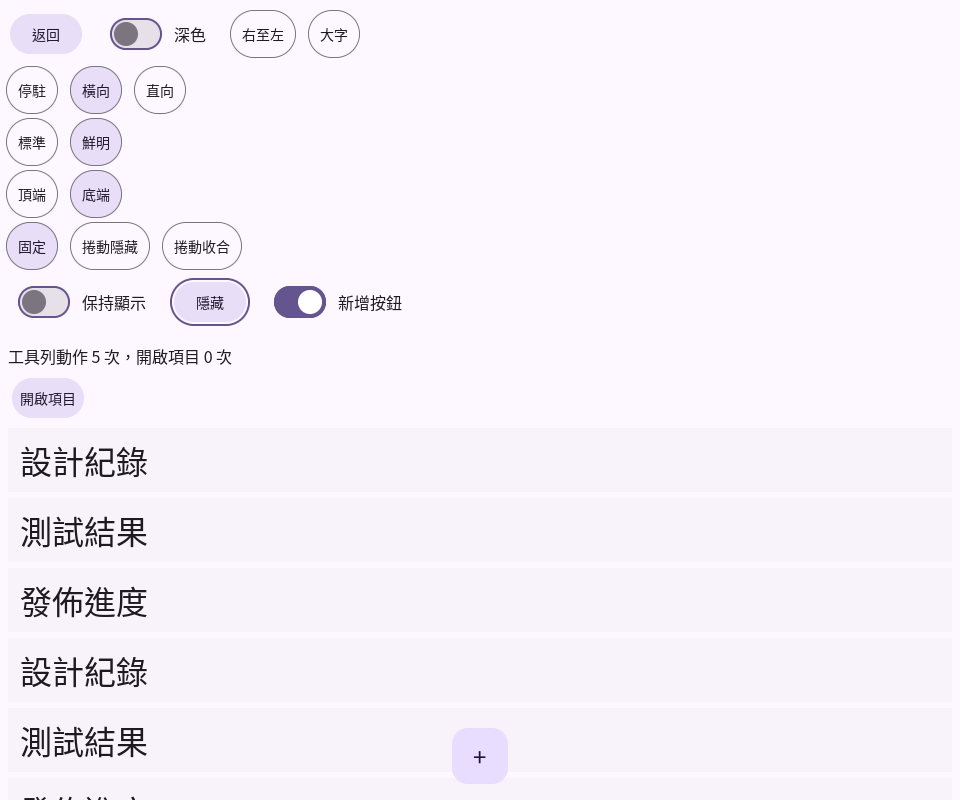 返回 深色 右至左 大字
停駐 橫向 直向
標準 鮮明
頂端 底端
固定 捲動隱藏 捲動收合
保持顯示 隱藏 新增按鈕
工具列動作 5 次，開啟項目 0 次
開啟項目
設計紀錄
測試結果
發佈進度
設計紀錄
測試結果
+